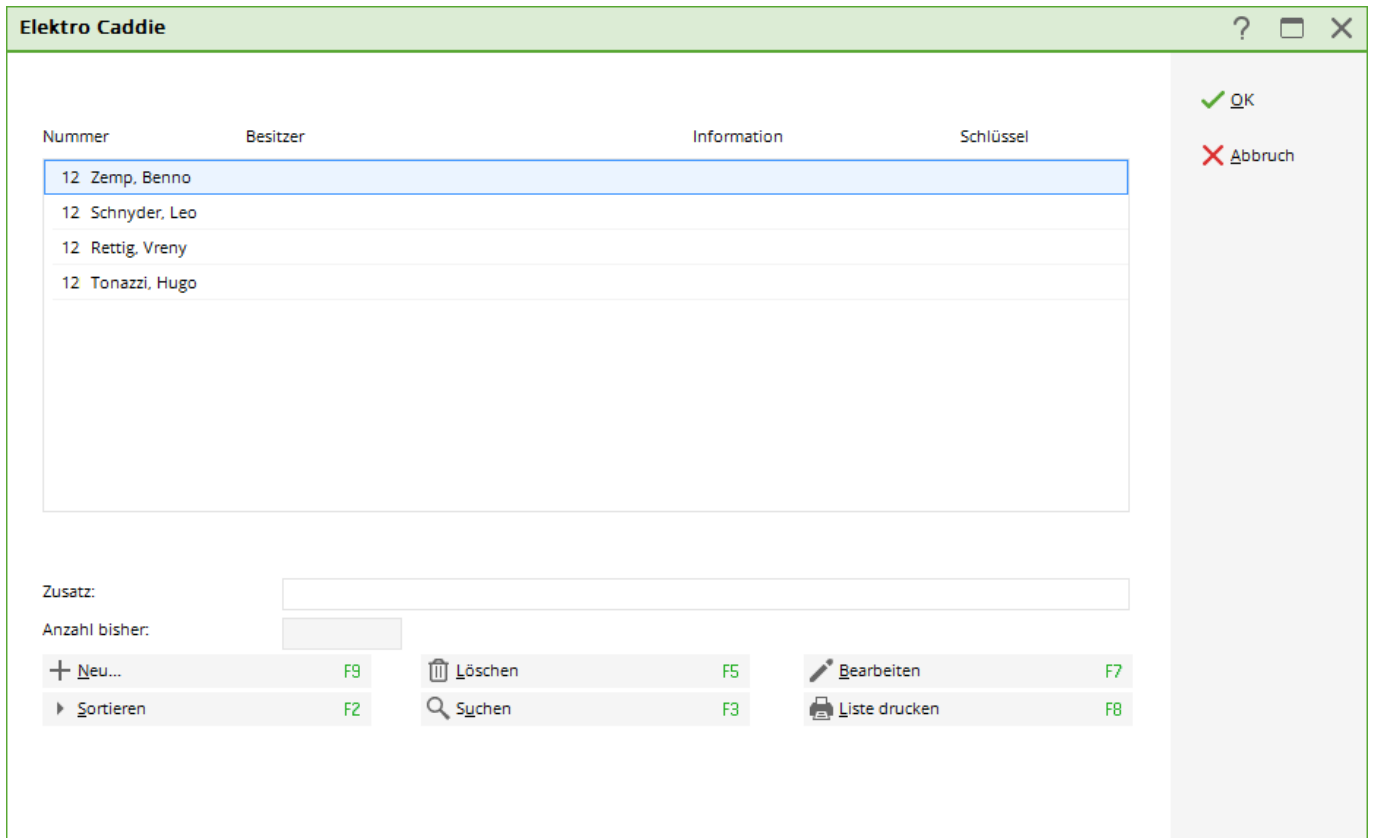 Elektro Caddie ?
OK
Nummer Besitzer Information Schlüssel
Abbruch
12 Zemp, Benno
12 Schnyder, Leo
12 Rettig, Vreny
12 Tonazzi, Hugo
Zusatz:
Anzahl bisher:
Neu... F9 Löschen F5 Bearbeiten F7
Sortieren F2 Suchen F3 Liste drucken F8